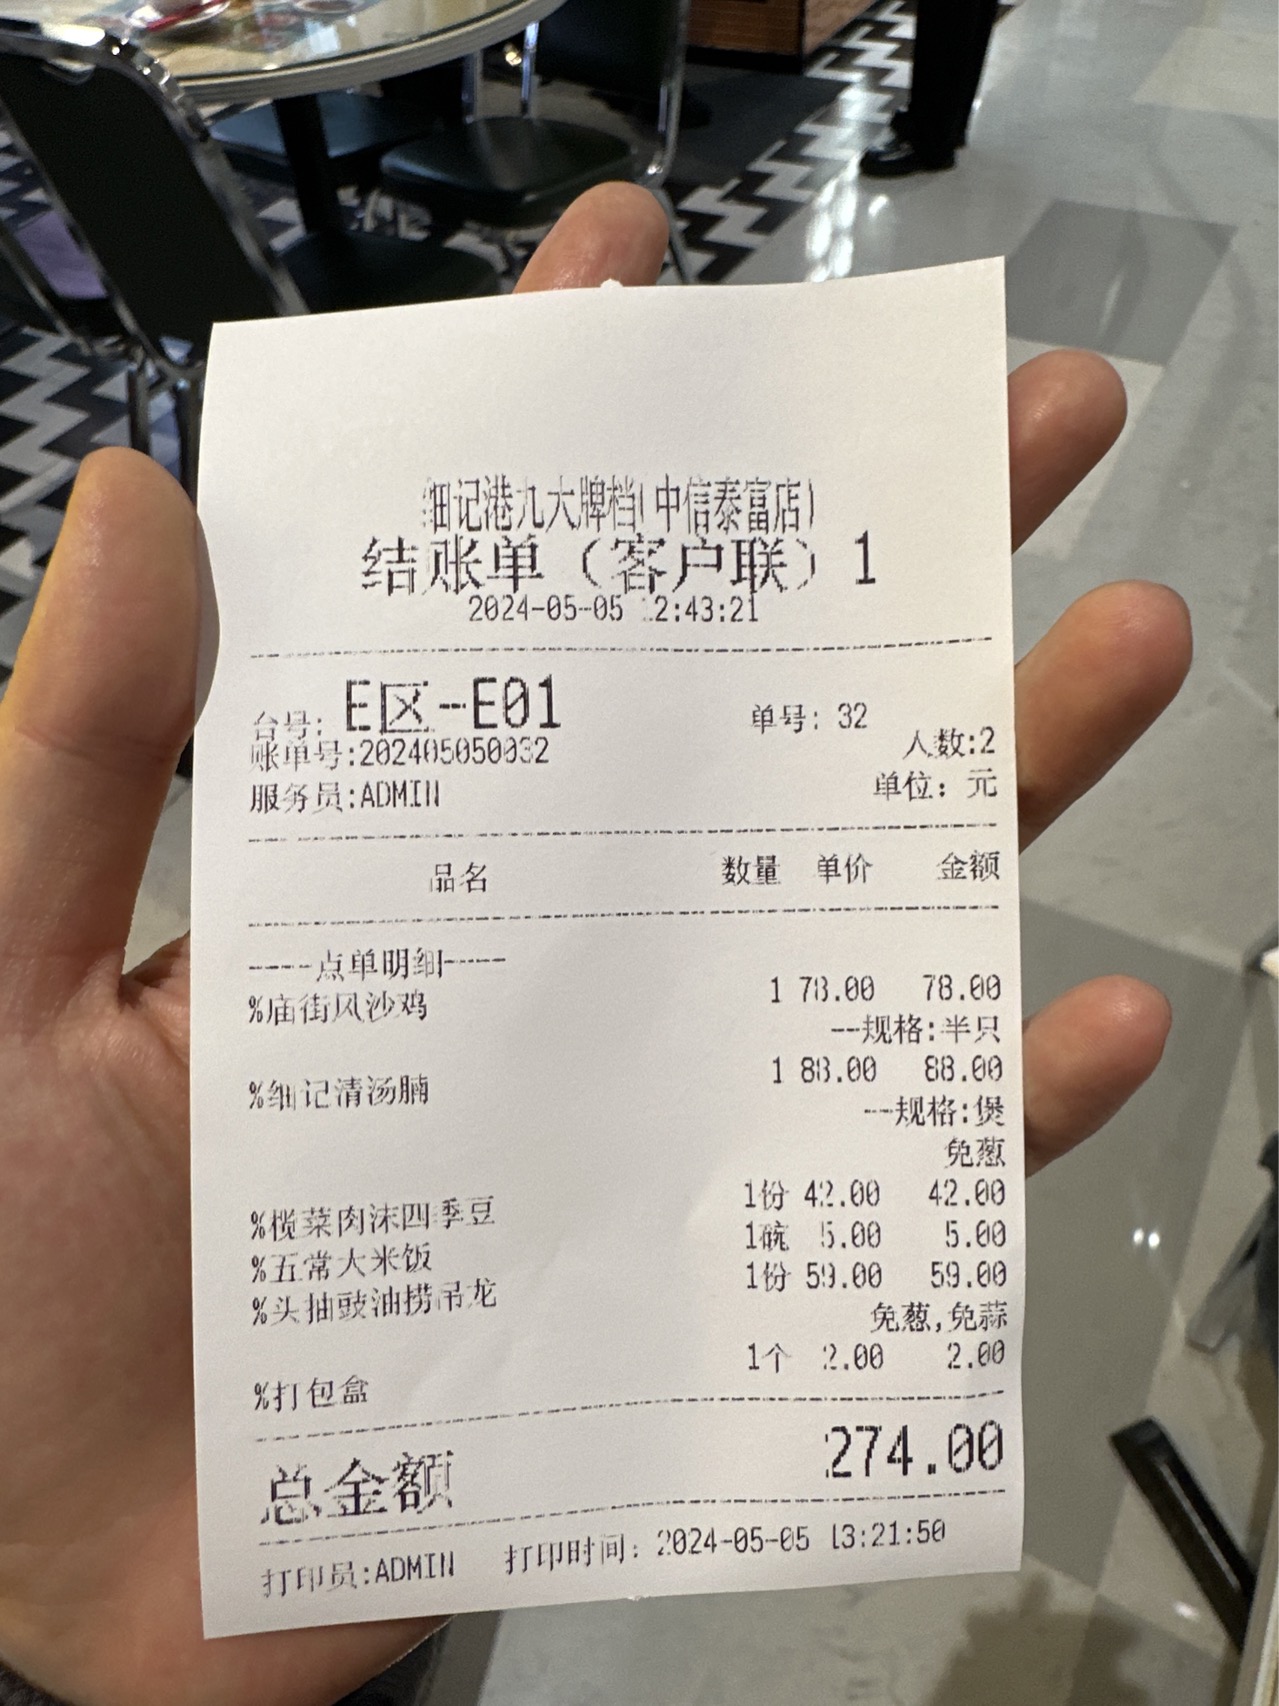 细记港九大牌档(中信泰富店)
结账单（客户联）1
2024-05-05 12:43:21
台号: E区-E01 单号: 32
账单号:202405050032 人数:2
服务员:ADMIN 单位: 元
品名 数量 单价 金额
----点单明细----
%庙街风沙鸡 1 78.00 78.00
--规格:半只
%细记清汤腩 1 88.00 88.00
--规格:煲
免葱
%榄菜肉沫四季豆 1份 42.00 42.00
%五常大米饭 1碗 5.00 5.00
%头抽豉油捞吊龙 1份 59.00 59.00
免葱,免蒜
%打包盒 1个 2.00 2.00
总金额 274.00
打印员:ADMIN 打印时间: 2024-05-05 13:21:50